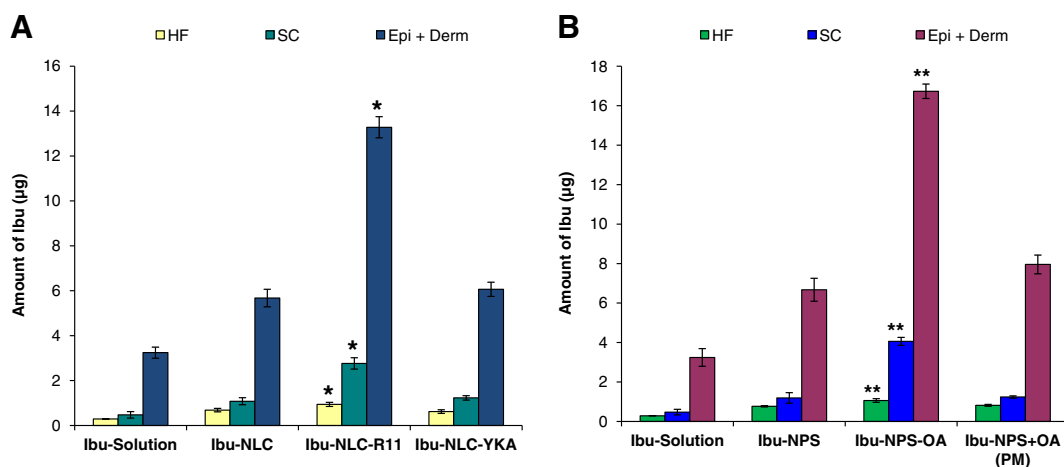 A
HF SC Epi + Derm
Amount of Ibu (µg)
16
14
12
10
8
6
4
2
0
*
*
*
Ibu-Solution Ibu-NLC Ibu-NLC-R11 Ibu-NLC-YKA
B
HF SC Epi + Derm
Amount of Ibu (µg)
18
16
14
12
10
8
6
4
2
0
**
**
**
Ibu-Solution Ibu-NPS Ibu-NPS-OA Ibu-NPS+OA
(PM)